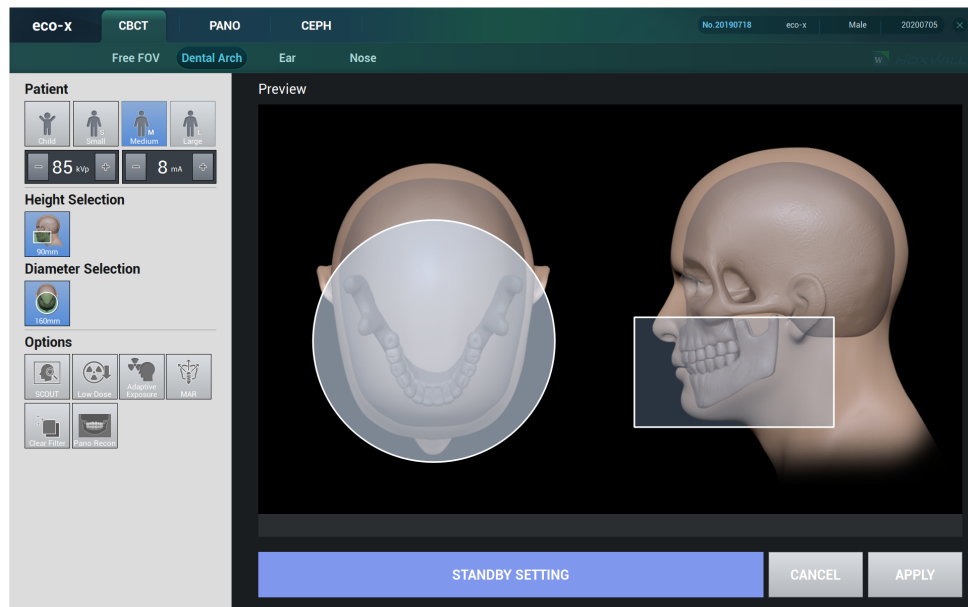 eco-x CBCT PANO CEPH No.20190718 eco-x Male 20200705 ×
Free FOV Dental Arch Ear Nose
Patient
Preview
Child S Small M Medium L Large
− 85 kVp + − 8 mA +
Height Selection
90mm
Diameter Selection
160mm
Options
SCOUT Low Dose Adaptive Exposure MAR
Clear Filter Pano Recon
STANDBY SETTING CANCEL APPLY